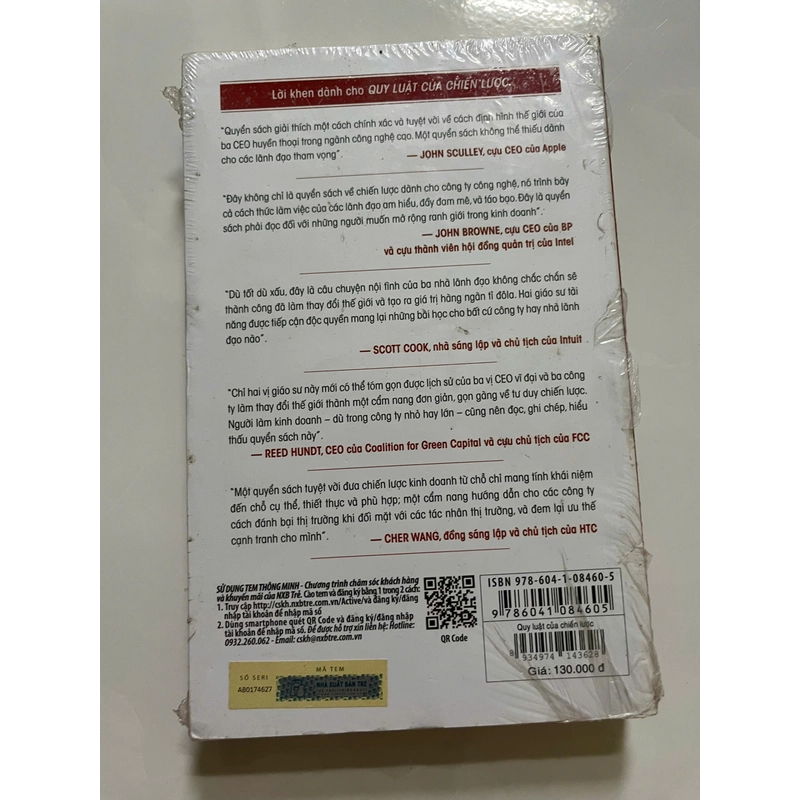 Lời khen dành cho QUY LUẬT CỦA CHIẾN LƯỢC
"Quyển sách giải thích một cách chính xác và tuyệt vời về cách định hình thế giới của
ba CEO huyền thoại trong ngành công nghệ cao. Một quyển sách không thể thiếu dành
cho các lãnh đạo tham vọng".
— JOHN SCULLEY, cựu CEO của Apple
"Đây không chỉ là quyển sách về chiến lược dành cho công ty công nghệ, nó trình bày
cả cách thức làm việc của các lãnh đạo am hiểu, đầy đam mê, và táo bạo. Đây là quyển
sách phải đọc đối với những người muốn mở rộng ranh giới trong kinh doanh".
— JOHN BROWNE, cựu CEO của BP
và cựu thành viên hội đồng quản trị của Intel
"Dù tốt dù xấu, đây là câu chuyện nội tình của ba nhà lãnh đạo không chắc chắn sẽ
thành công đã làm thay đổi thế giới và tạo ra giá trị hàng ngàn tỉ đôla. Hai giáo sư tài
năng được tiếp cận độc quyền mang lại những bài học cho bất cứ công ty hay nhà lãnh
đạo nào".
— SCOTT COOK, nhà sáng lập và chủ tịch của Intuit
"Chỉ hai vị giáo sư này mới có thể tóm gọn được lịch sử của ba vị CEO vĩ đại và ba công
ty làm thay đổi thế giới thành một cẩm nang đơn giản, gọn gàng về tư duy chiến lược.
Người làm kinh doanh – dù trong công ty nhỏ hay lớn – cũng nên đọc, ghi chép, hiểu
thấu quyển sách này".
— REED HUNDT, CEO của Coalition for Green Capital và cựu chủ tịch của FCC
"Một quyển sách tuyệt vời đưa chiến lược kinh doanh từ chỗ chỉ mang tính khái niệm
đến chỗ cụ thể, thiết thực và phù hợp; một cẩm nang hướng dẫn cho các công ty
cách đánh bại thị trường khi đối mặt với các tác nhân thị trường, và đem lại ưu thế
cạnh tranh cho mình".
— CHER WANG, đồng sáng lập và chủ tịch của HTC
SỬ DỤNG TEM THÔNG MINH - Chương trình chăm sóc khách hàng
và khuyến mãi của NXB Trẻ. Cào tem và đăng ký bằng 1 trong 2 cách:
1. Truy cập http://cskh.nxbtre.com.vn/Active/và đăng ký/đăng
nhập tài khoản để nhập mã số
2. Dùng smartphone quét QR Code và đăng ký/đăng nhập
tài khoản để nhập mã số. Để được hỗ trợ xin liên hệ: Hotline:
0932.260.062 - Email: cskh@nxbtre.com.vn
QR Code
SỐ SERI
AB0174627
MÃ TEM
NHÀ XUẤT BẢN TRẺ
ISBN 978-604-1-08460-5
9 786041 084605
Quy luật của chiến lược
8 934974 143628
Giá: 130.000 đ